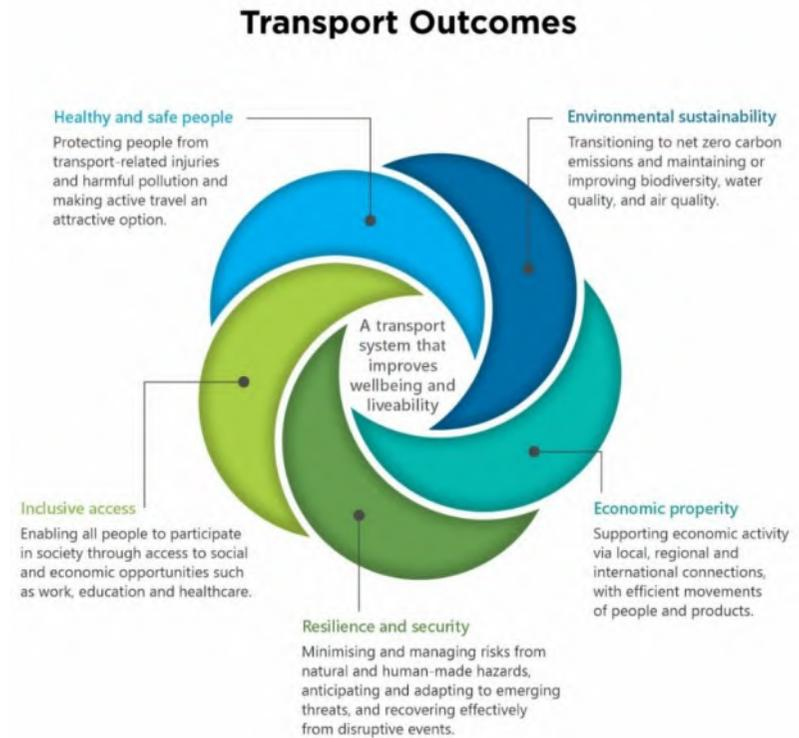 Transport Outcomes
Healthy and safe people
Protecting people from
transport-related injuries
and harmful pollution and
making active travel an
attractive option.
Environmental sustainability
Transitioning to net zero carbon
emissions and maintaining or
improving biodiversity, water
quality, and air quality.
A transport
system that
improves
wellbeing and
liveability
Inclusive access
Enabling all people to participate
in society through access to social
and economic opportunities such
as work, education and healthcare.
Economic properity
Supporting economic activity
via local, regional and
international connections,
with efficient movements
of people and products.
Resilience and security
Minimising and managing risks from
natural and human-made hazards,
anticipating and adapting to emerging
threats, and recovering effectively
from disruptive events.